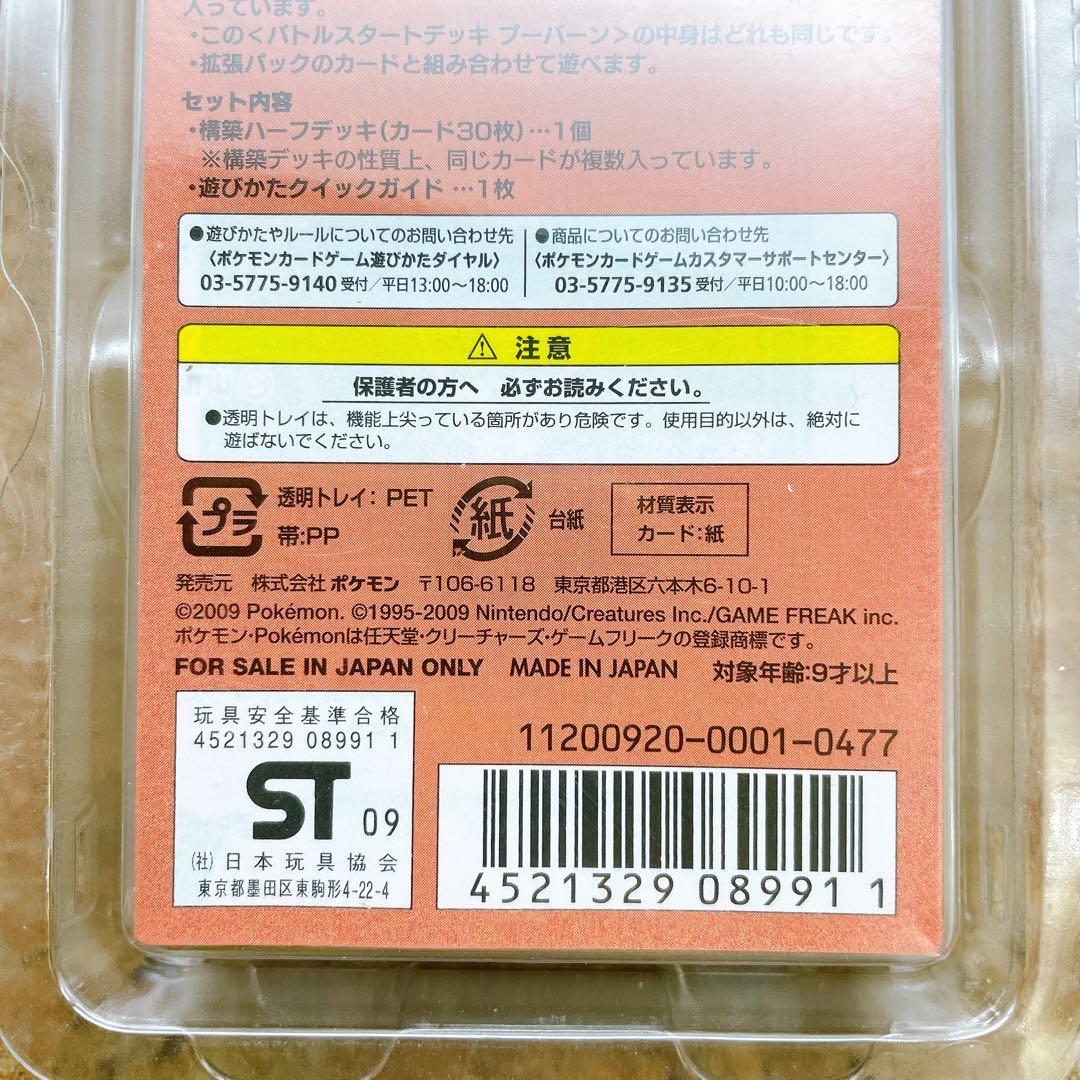 入っています。
・この<バトルスタートデッキ ブーバーン>の中身はどれも同じです。
・拡張パックのカードと組み合わせて遊べます。
セット内容
・構築ハーフデッキ(カード30枚)…1個
※構築デッキの性質上、同じカードが複数入っています。
・遊びかたクイックガイド …1枚
●遊びかたやルールについてのお問い合わせ先
〈ポケモンカードゲーム遊びかたダイヤル〉
03-5775-9140 受付/平日13:00〜18:00
●商品についてのお問い合わせ先
〈ポケモンカードゲームカスタマーサポートセンター〉
03-5775-9135 受付/平日10:00〜18:00
⚠ 注意
保護者の方へ 必ずお読みください。
●透明トレイは、機能上尖っている箇所があり危険です。使用目的以外は、絶対に
遊ばないでください。
プラ
透明トレイ: PET
帯:PP
紙
台紙
材質表示
カード:紙
発売元 株式会社 ポケモン 〒106-6118 東京都港区六本木6-10-1
©2009 Pokémon. ©1995-2009 Nintendo/Creatures Inc./GAME FREAK inc.
ポケモン・Pokémonは任天堂・クリーチャーズ・ゲームフリークの登録商標です。
FOR SALE IN JAPAN ONLY MADE IN JAPAN 対象年齢:9才以上
玩具安全基準合格
4521329 08991 1
ST 09
(社)日本玩具協会
東京都墨田区東駒形4-22-4
11200920-0001-0477
4521329 089911